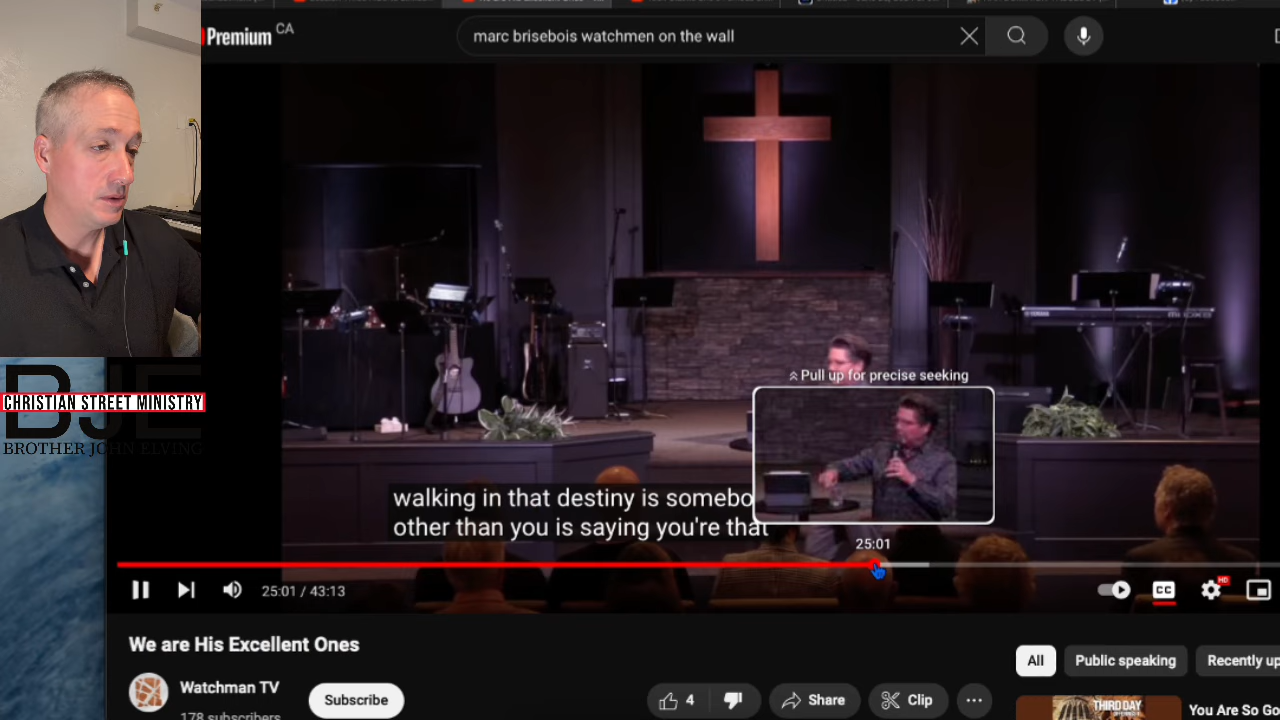 Premium CA
marc brisebois watchmen on the wall
Pull up for precise seeking
walking in that destiny is somebo
other than you is saying you're that
25:01
25:01 / 43:13
CC
HD
CHRISTIAN STREET MINISTRY
BJE
BROTHER JOHN ELVING
We are His Excellent Ones
Watchman TV
178 subscribers
Subscribe
4
Share
Clip
All
Public speaking
Recently up
THIRD DAY
You Are So Go